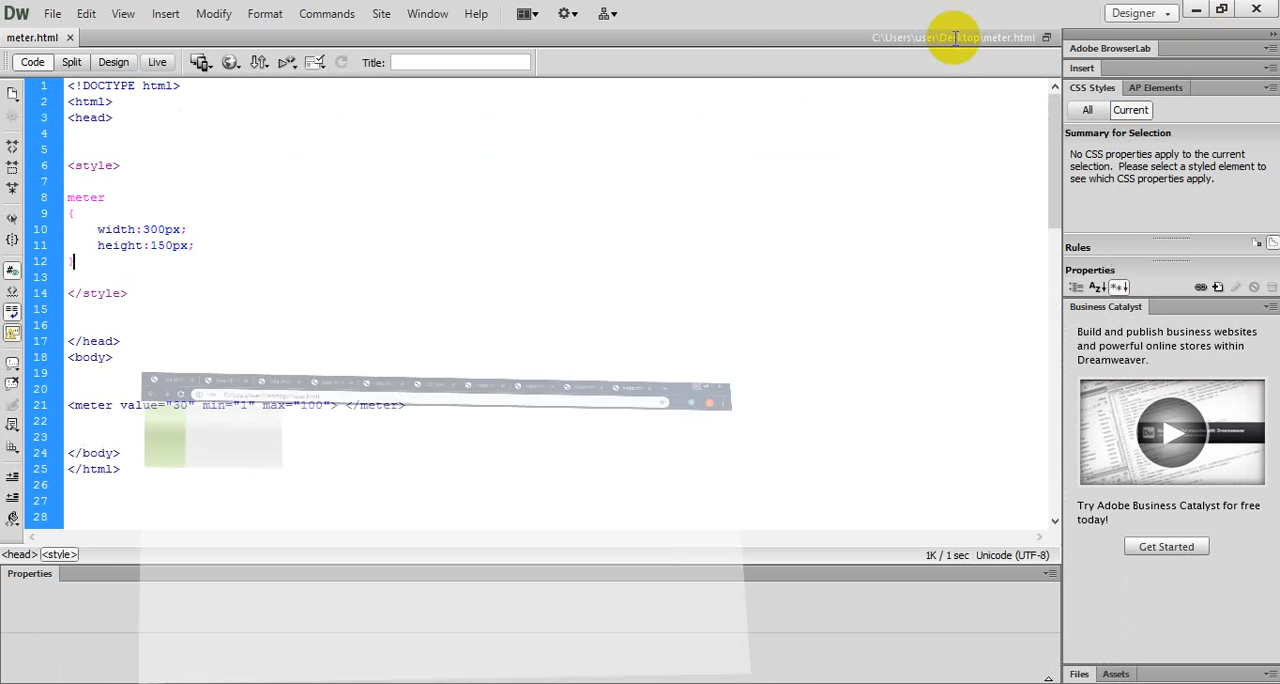 Dw File Edit View Insert Modify Format Commands Site Window Help Designer
meter.html C:\Users\user\Desktop\meter.html
Code Split Design Live Title:
Adobe BrowserLab
Insert
CSS Styles AP Elements
All Current
Summary for Selection
No CSS properties apply to the current
selection. Please select a styled element to
see which CSS properties apply.
Rules
Properties
Business Catalyst
Build and publish business websites
and powerful online stores within
Dreamweaver.
Try Adobe Business Catalyst for free
today!
Get Started
Files Assets
1 <!DOCTYPE html>
2 <html>
3 <head>
4
5
6 <style>
7
8 meter
9 {
10 width:300px;
11 height:150px;
12 }
13
14 </style>
15
16
17 </head>
18 <body>
19
20
21 <meter value="30" min="1" max="100"> </meter>
22
23
24 </body>
25 </html>
26
27
28
<head> <style> 1K / 1 sec Unicode (UTF-8)
Properties